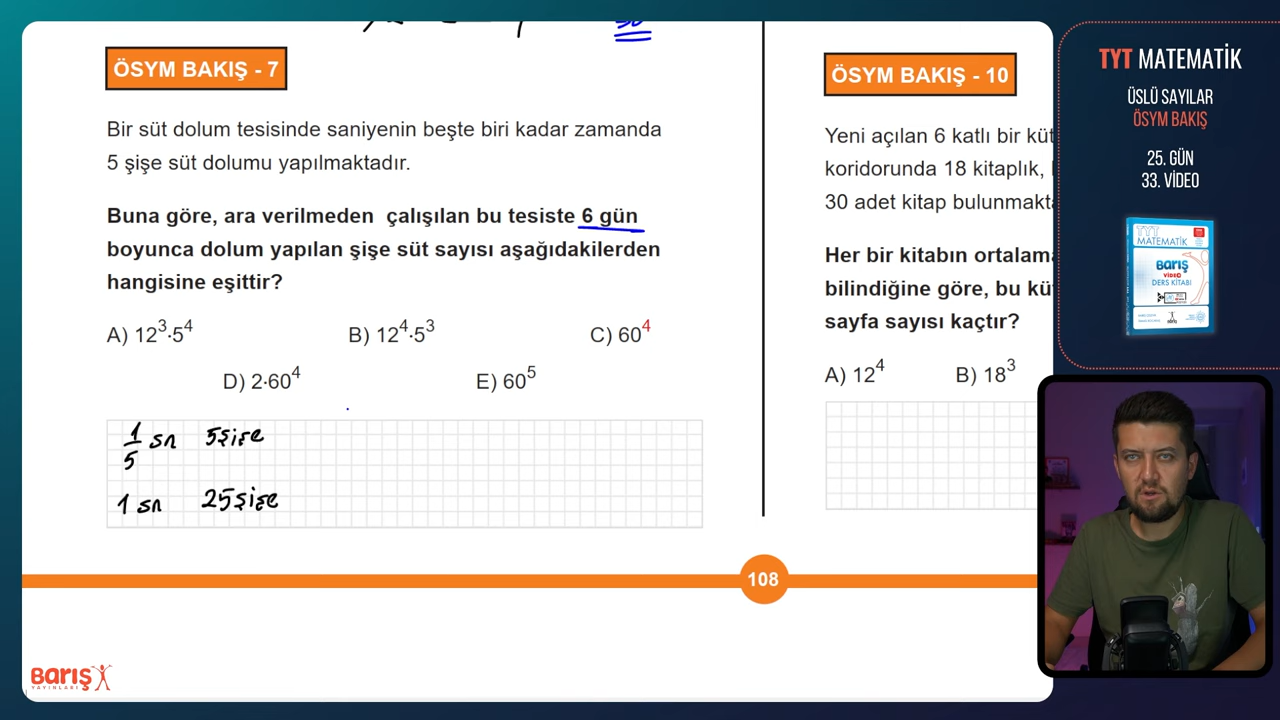 ÖSYM BAKIŞ - 7
Bir süt dolum tesisinde saniyenin beşte biri kadar zamanda
5 şişe süt dolumu yapılmaktadır.
Buna göre, ara verilmeden çalışılan bu tesiste 6 gün
boyunca dolum yapılan şişe süt sayısı aşağıdakilerden
hangisine eşittir?
A) 12³·5⁴ B) 12⁴·5³ C) 60⁴
D) 2·60⁴ E) 60⁵
1/5 sn 5şişe
1 sn 25şişe
ÖSYM BAKIŞ - 10
Yeni açılan 6 katlı bir kü
koridorunda 18 kitaplık,
30 adet kitap bulunmakt
Her bir kitabın ortalam
bilindiğine göre, bu kü
sayfa sayısı kaçtır?
A) 12⁴ B) 18³
108
BARIŞ
YAYINLARI
TYT MATEMATİK
ÜSLÜ SAYILAR
ÖSYM BAKIŞ
25. GÜN
33. VİDEO
TYT
MATEMATİK
BARIŞ
VİDEO
DERS KİTABI